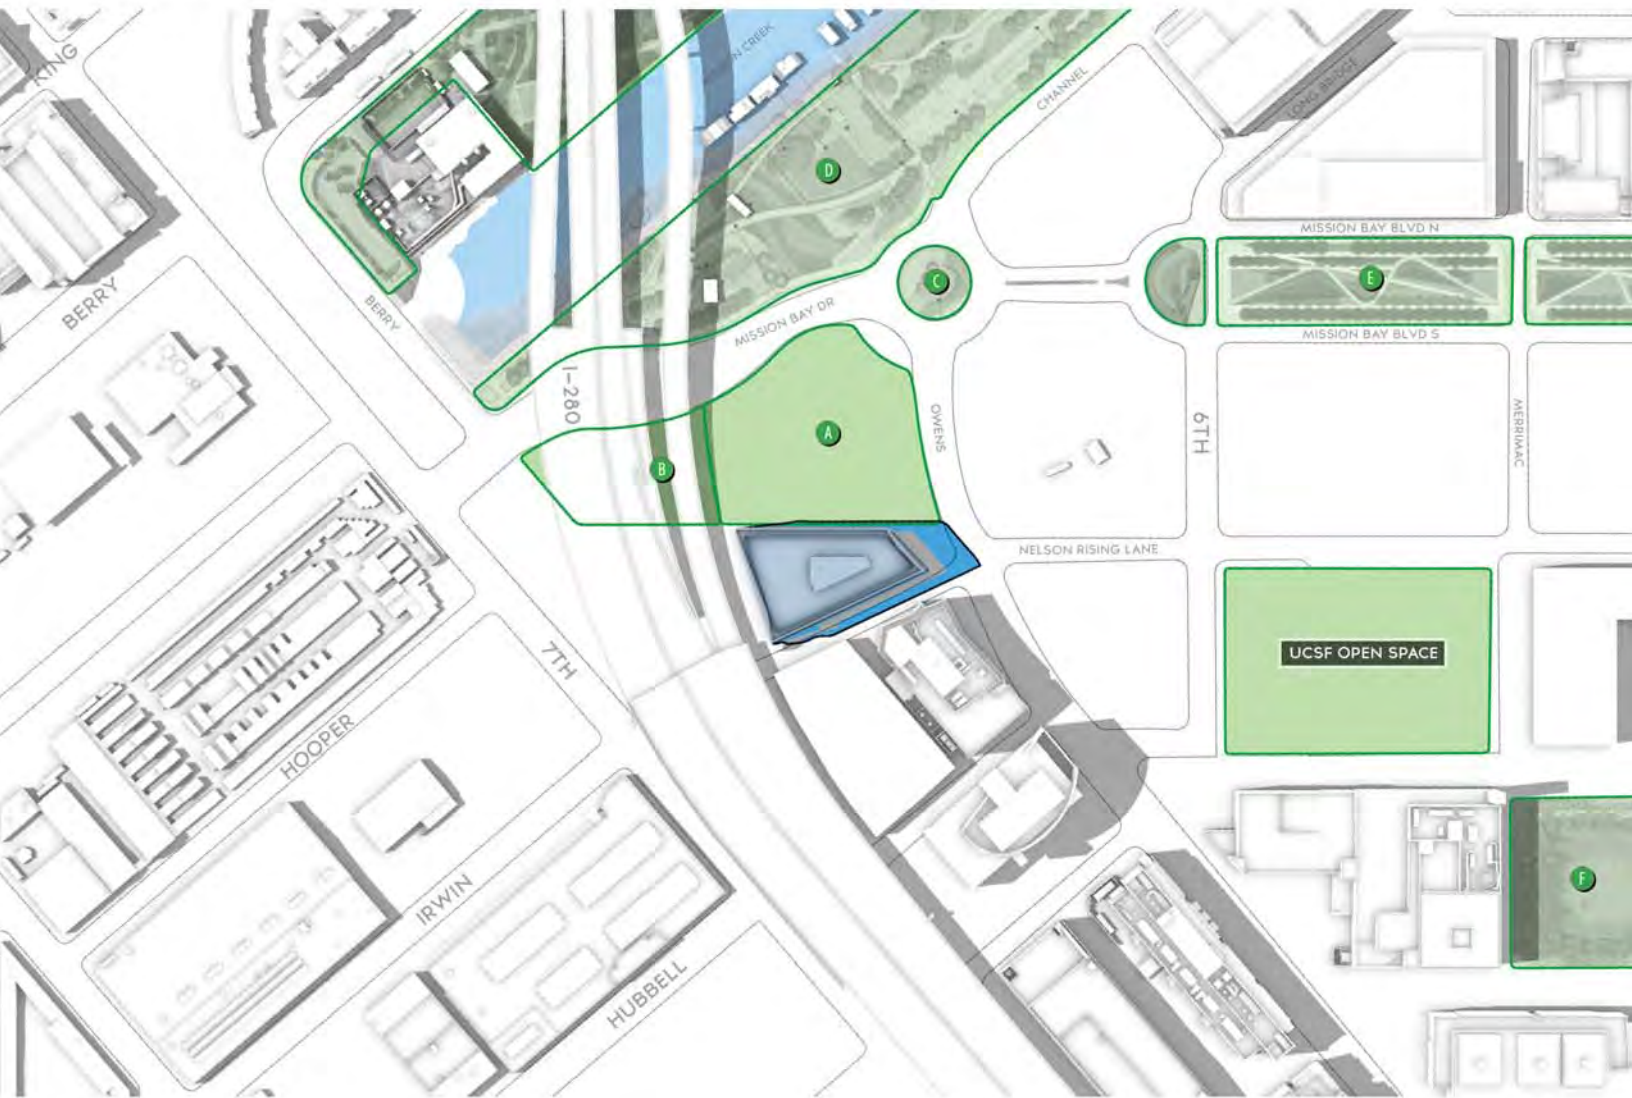 KING
N CREEK
CHANNEL
LONG BRIDGE
D
MISSION BAY BLVD N
C
E
BERRY
BERRY
MISSION BAY DR
MISSION BAY BLVD S
I-280
OWENS
6TH
MERRIMAC
A
B
NELSON RISING LANE
UCSF OPEN SPACE
7TH
HOOPER
F
IRWIN
HUBBELL